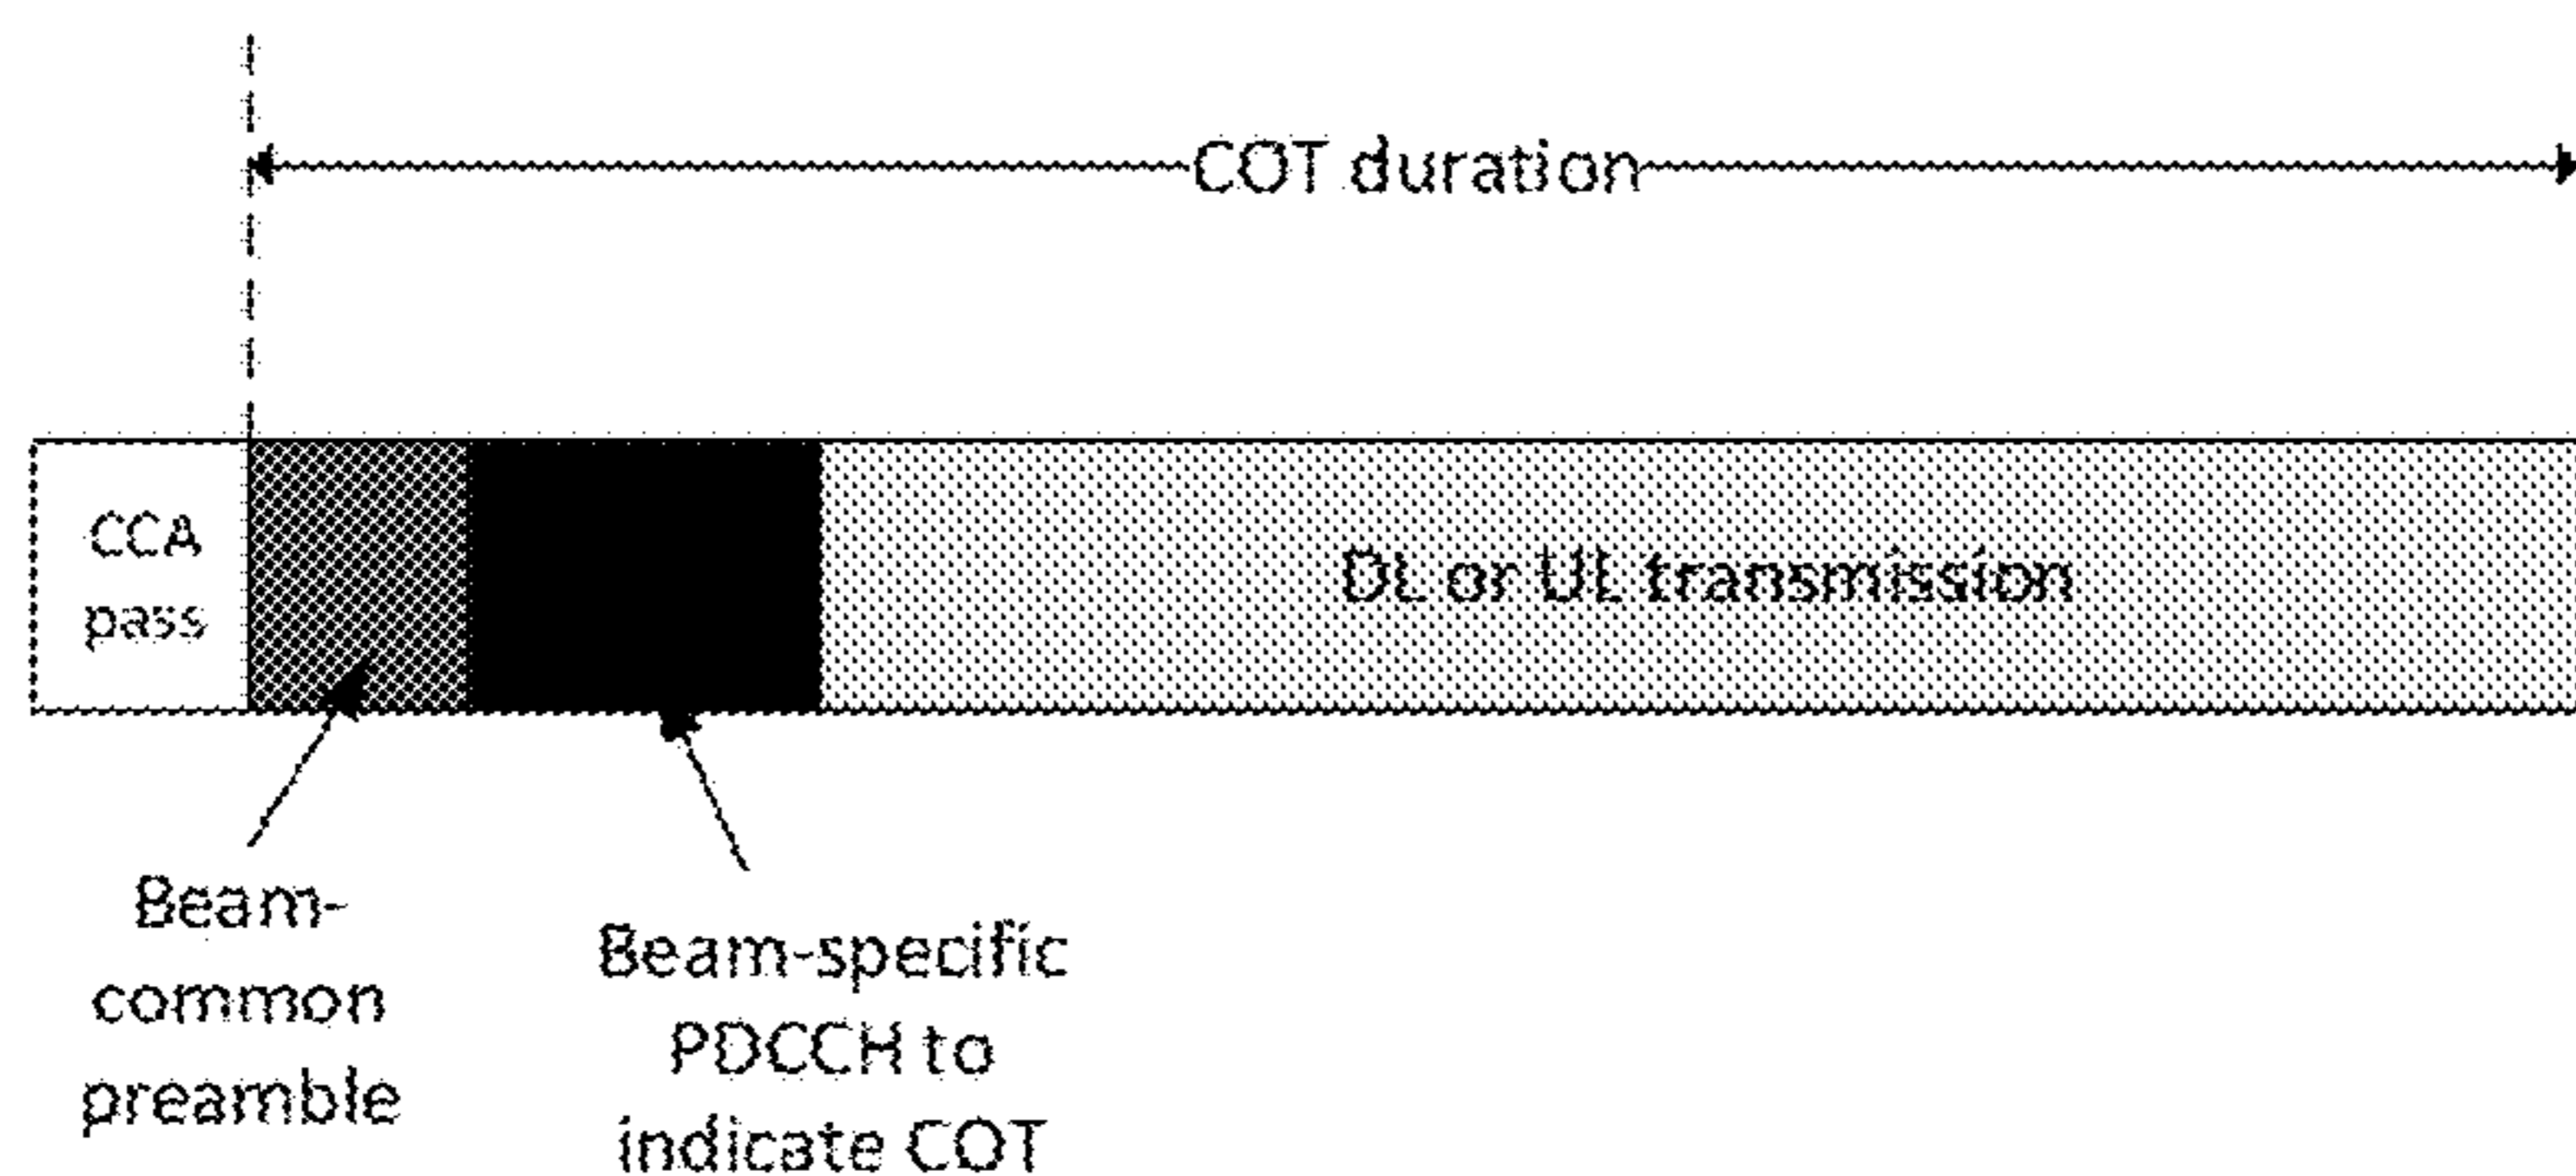 COT duration
CCA
pass
DL or UL transmission
Beam-
common
preamble
Beam-specific
PDCCH to
indicate COT